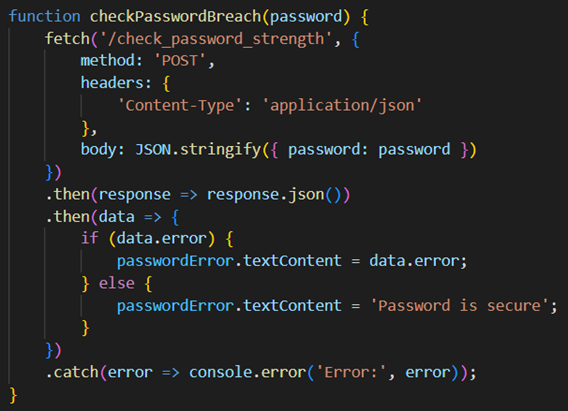 function checkPasswordBreach(password) {
    fetch('/check_password_strength', {
        method: 'POST',
        headers: {
            'Content-Type': 'application/json'
        },
        body: JSON.stringify({ password: password })
    })
    .then(response => response.json())
    .then(data => {
        if (data.error) {
            passwordError.textContent = data.error;
        } else {
            passwordError.textContent = 'Password is secure';
        }
    })
    .catch(error => console.error('Error:', error));
}